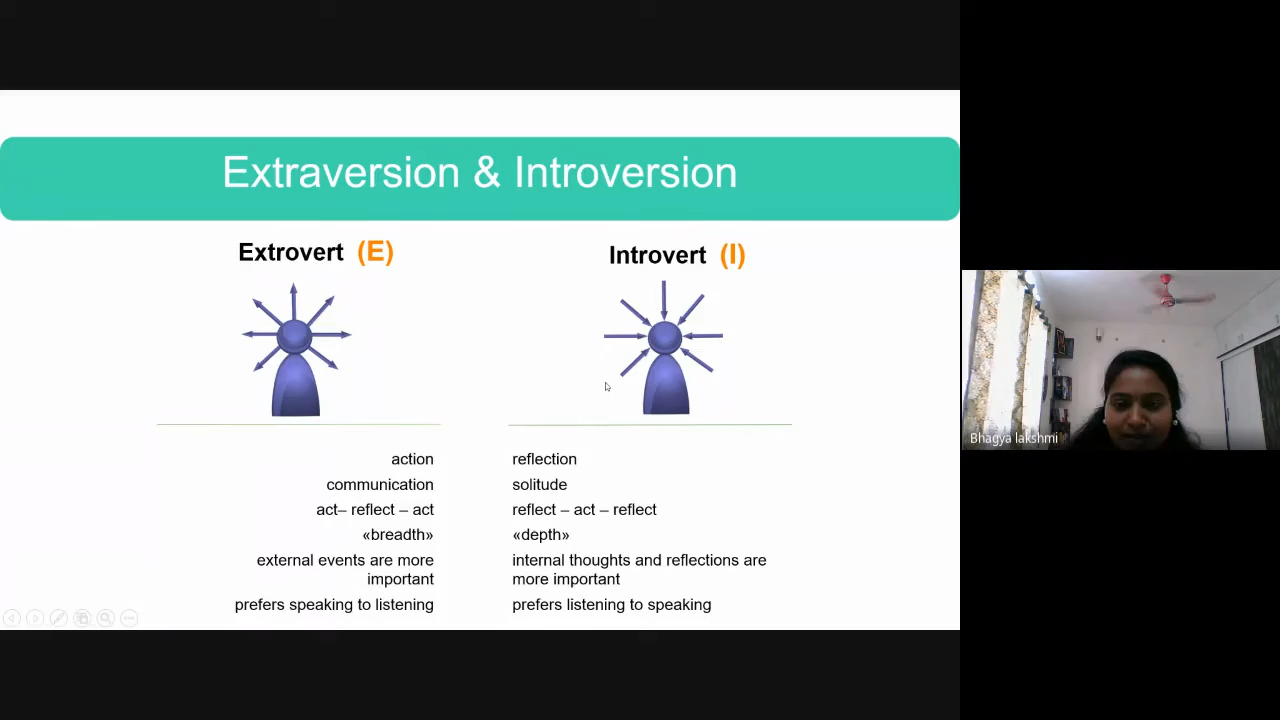 Extraversion & Introversion
Extrovert (E)
Introvert (I)
action
communication
act– reflect – act
«breadth»
external events are more
important
prefers speaking to listening
reflection
solitude
reflect – act – reflect
«depth»
internal thoughts and reflections are
more important
prefers listening to speaking
Bhagya lakshmi